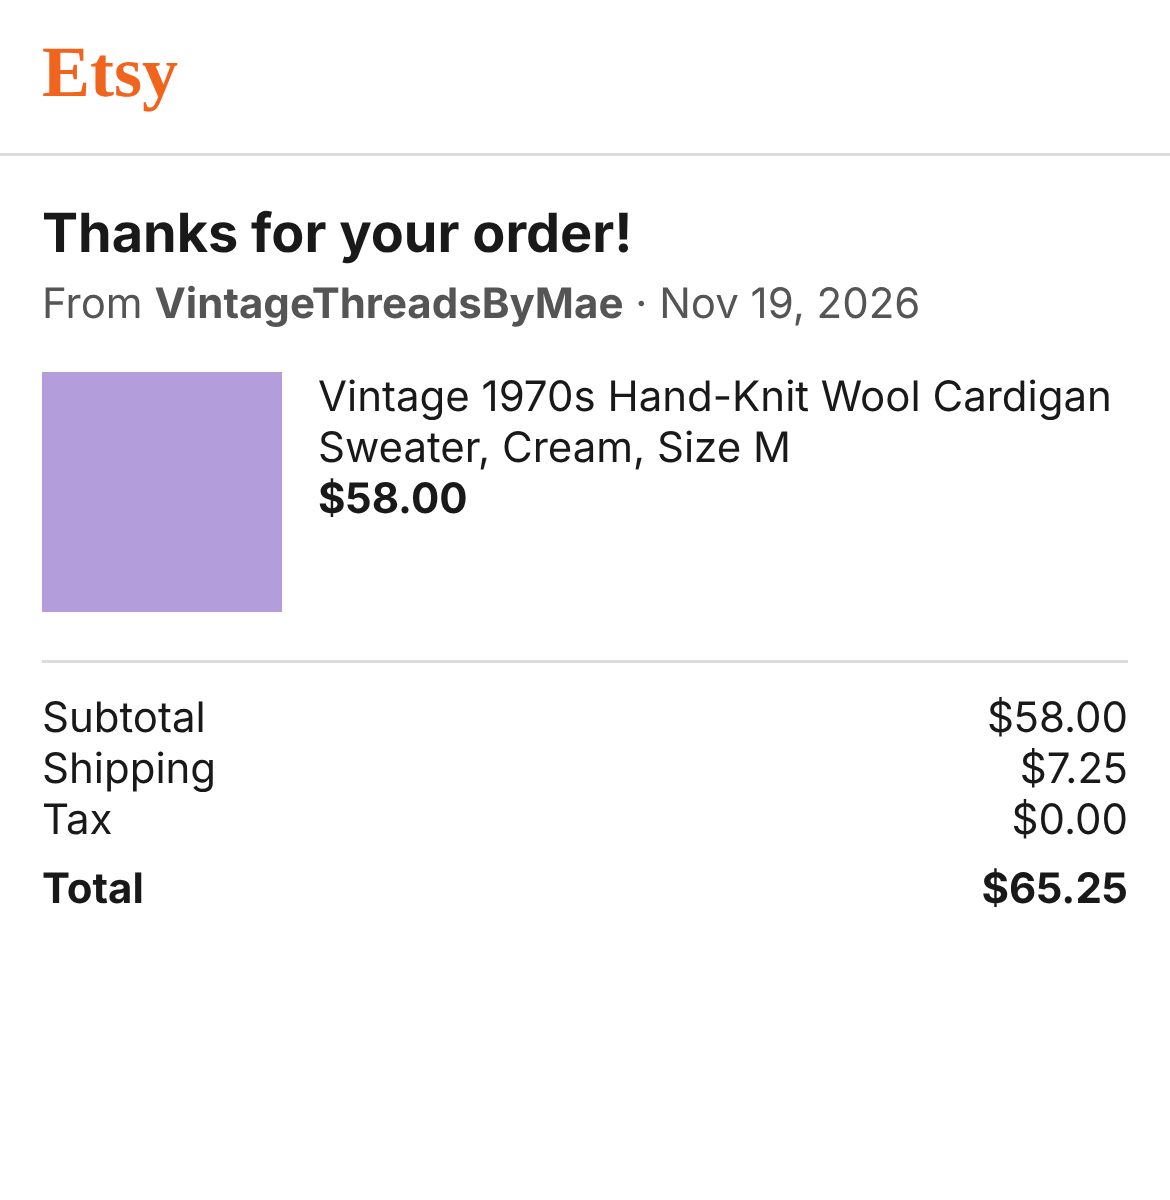 Etsy
Thanks for your order!
From VintageThreadsByMae · Nov 19, 2026
Vintage 1970s Hand-Knit Wool Cardigan
Sweater, Cream, Size M
$58.00
Subtotal $58.00
Shipping $7.25
Tax $0.00
Total $65.25